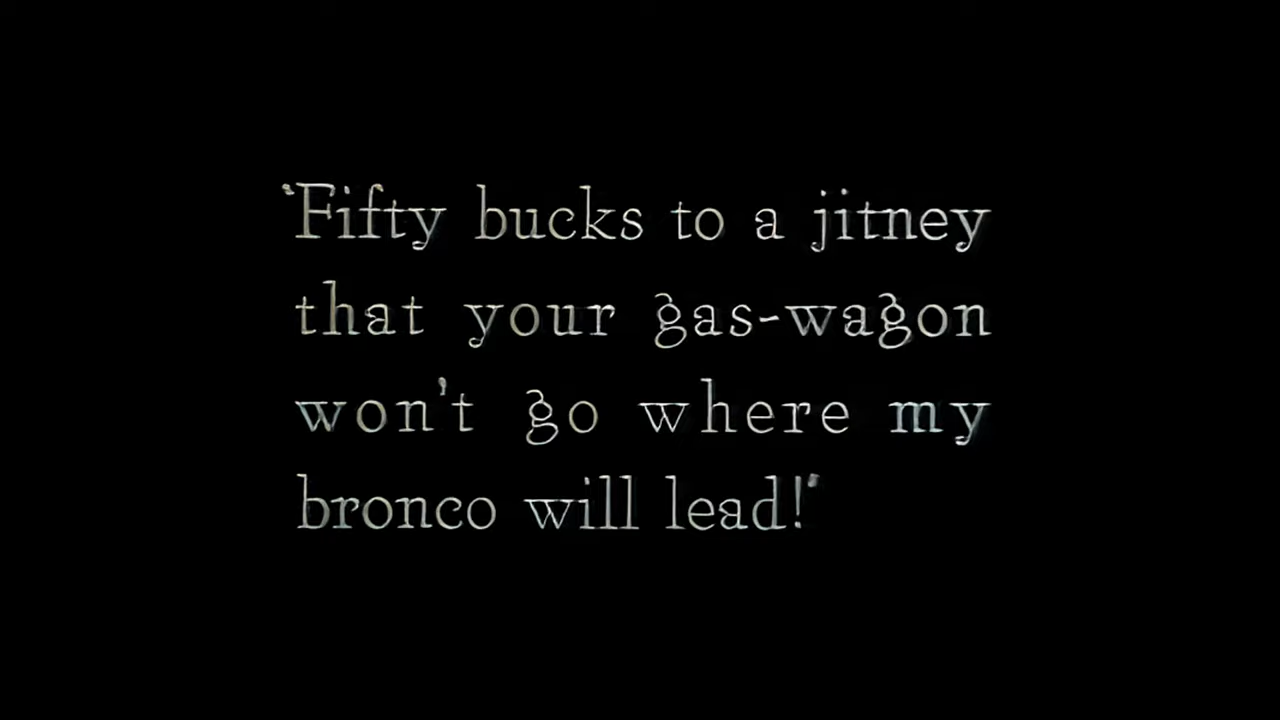 "Fifty bucks to a jitney
that your gas-wagon
won't go where my
bronco will lead!"